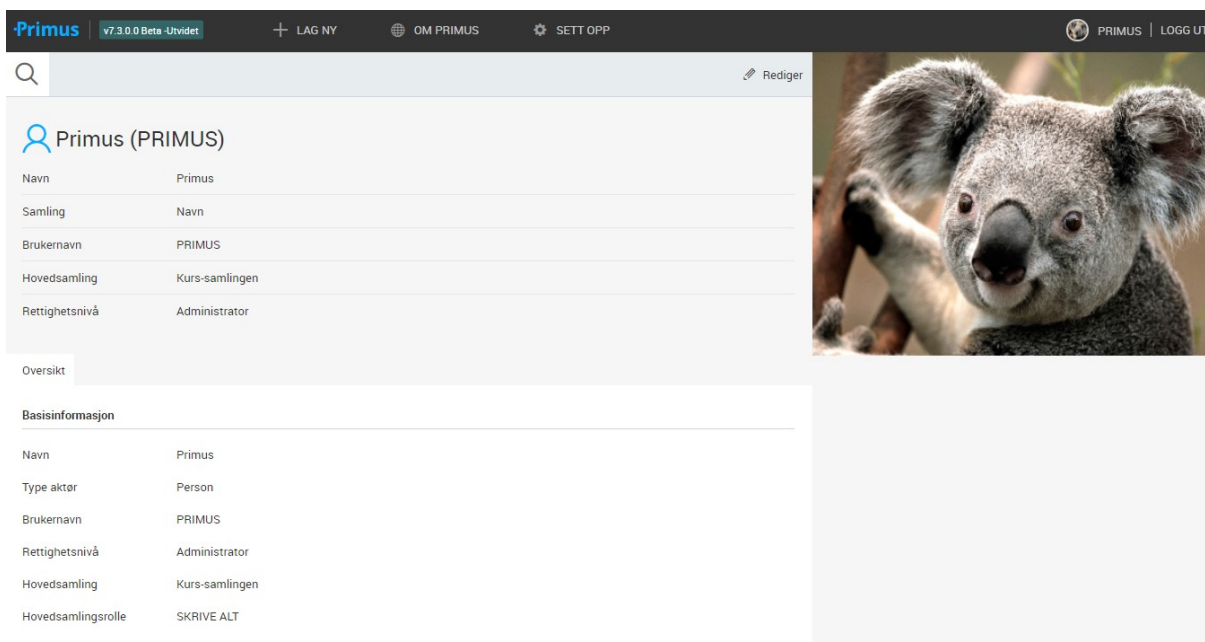 Primus v7.3.0.0 Beta -Utvidet LAG NY OM PRIMUS SETT OPP PRIMUS | LOGG UT
Rediger
Primus (PRIMUS)
Navn Primus
Samling Navn
Brukernavn PRIMUS
Hovedsamling Kurs-samlingen
Rettighetsnivå Administrator
Oversikt
Basisinformasjon
Navn Primus
Type aktør Person
Brukernavn PRIMUS
Rettighetsnivå Administrator
Hovedsamling Kurs-samlingen
Hovedsamlingsrolle SKRIVE ALT